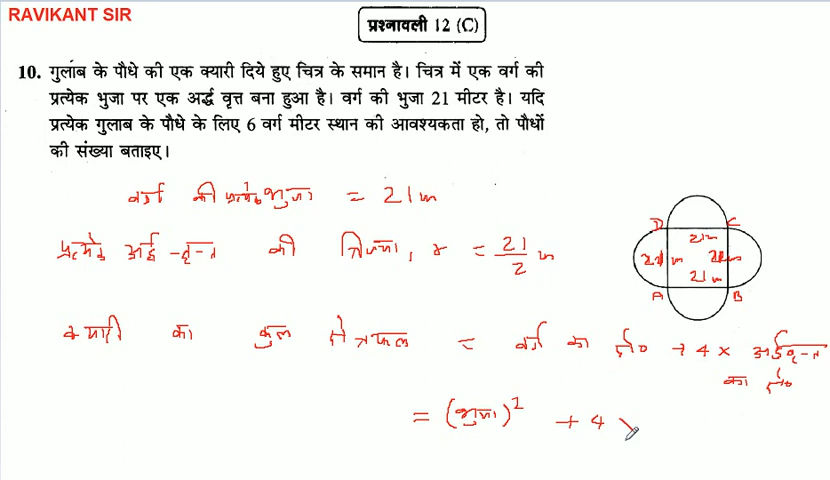 RAVIKANT SIR
प्रश्नावली 12 (C)
10. गुलाब के पौधे की एक क्यारी दिये हुए चित्र के समान है। चित्र में एक वर्ग की
प्रत्येक भुजा पर एक अर्द्ध वृत्त बना हुआ है। वर्ग की भुजा 21 मीटर है। यदि
प्रत्येक गुलाब के पौधे के लिए 6 वर्ग मीटर स्थान की आवश्यकता हो, तो पौधों
की संख्या बताइए।
वर्ग की प्रत्येक भुजा = 21 m
प्रत्येक अर्द्ध-वृत्त की त्रिज्या, r = 21/2 m
D C
21m
21m 21m
21m
A B
क्यारी का कुल क्षेत्रफल = वर्ग का क्षे० + 4 × अर्द्धवृत्त
का क्षे०
= (भुजा)² + 4 ×